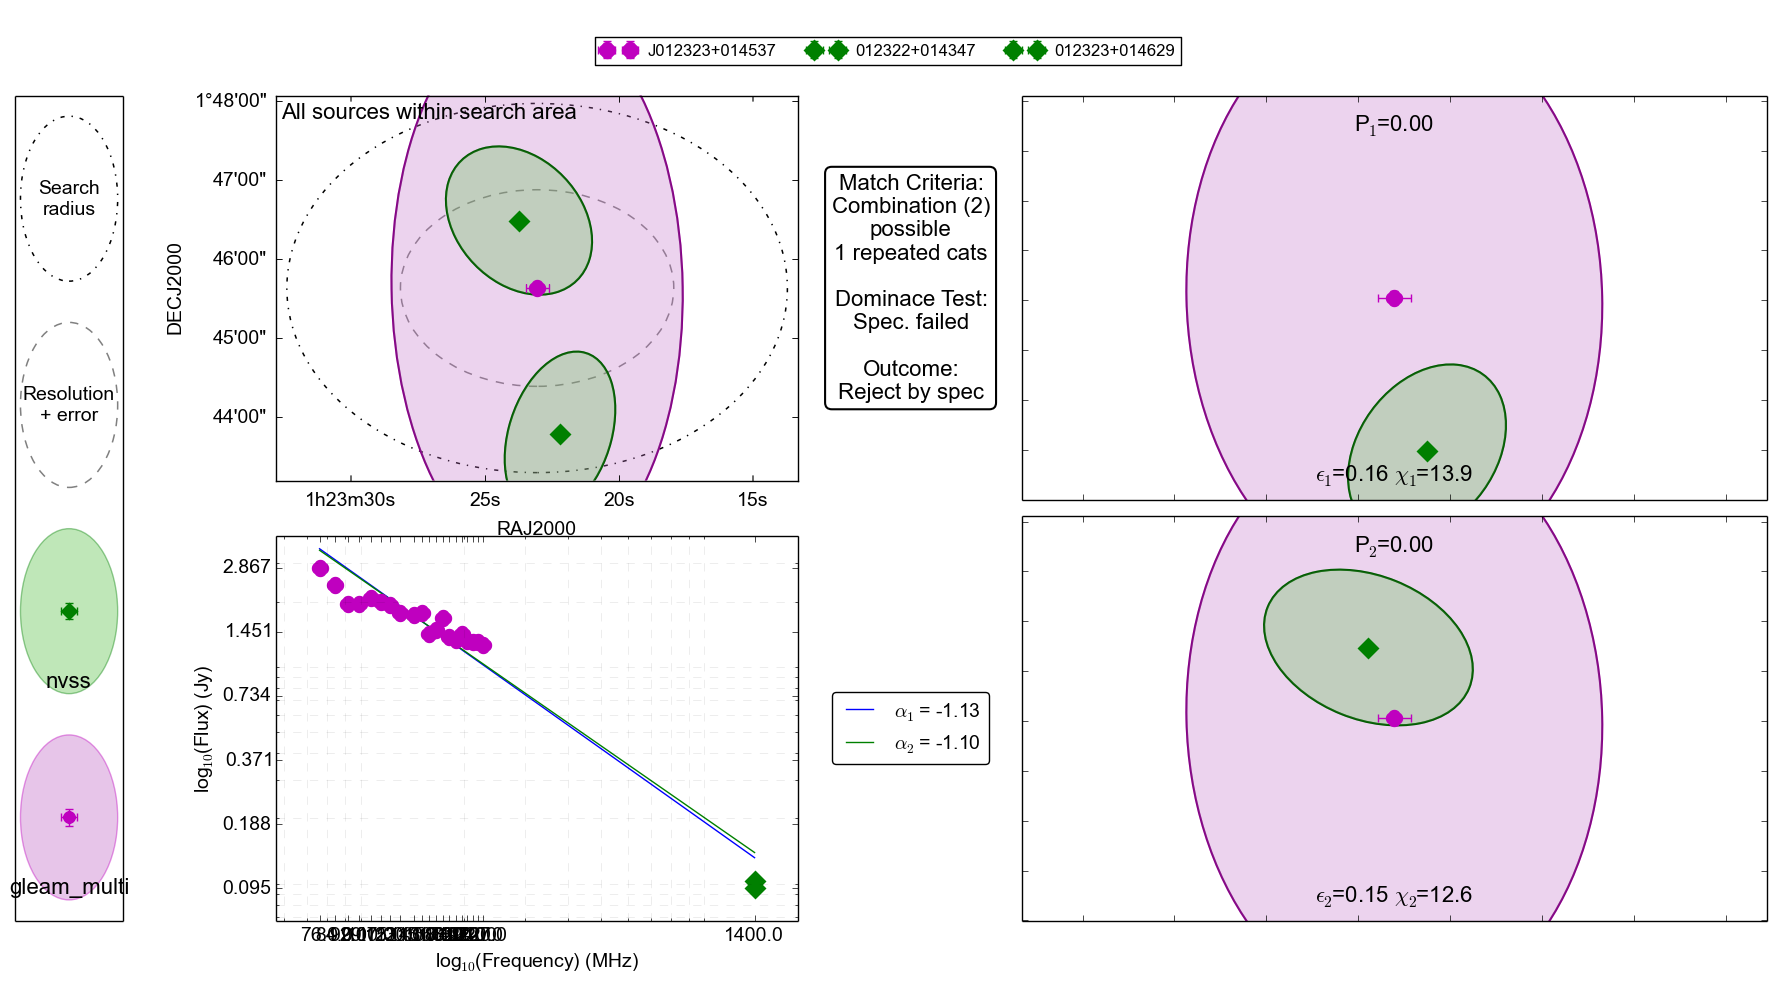 J012323+014537
012322+014347
012323+014629
Search
radius
Resolution
+ error
nvss
gleam_multi
All sources within search area
1°48'00"
47'00"
46'00"
45'00"
44'00"
DECJ2000
1h23m30s
25s
20s
15s
RAJ2000
Match Criteria:
Combination (2)
possible
1 repeated cats
Dominace Test:
Spec. failed
Outcome:
Reject by spec
P₁=0.00
ϵ₁=0.16 χ₁=13.9
P₂=0.00
ϵ₂=0.15 χ₂=12.6
2.867
1.451
0.734
0.371
0.188
0.095
log₁₀(Flux) (Jy)
1400.0
log₁₀(Frequency) (MHz)
α₁ = -1.13
α₂ = -1.10